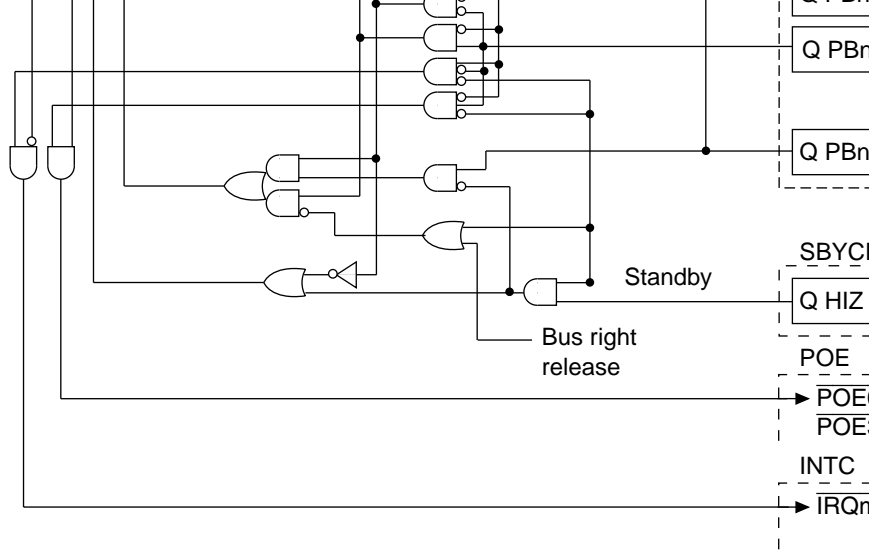 Q PBn
Q PBn
SBYC
Standby
Q HIZ
Bus right
release
POE
POE
POE
INTC
IRQn